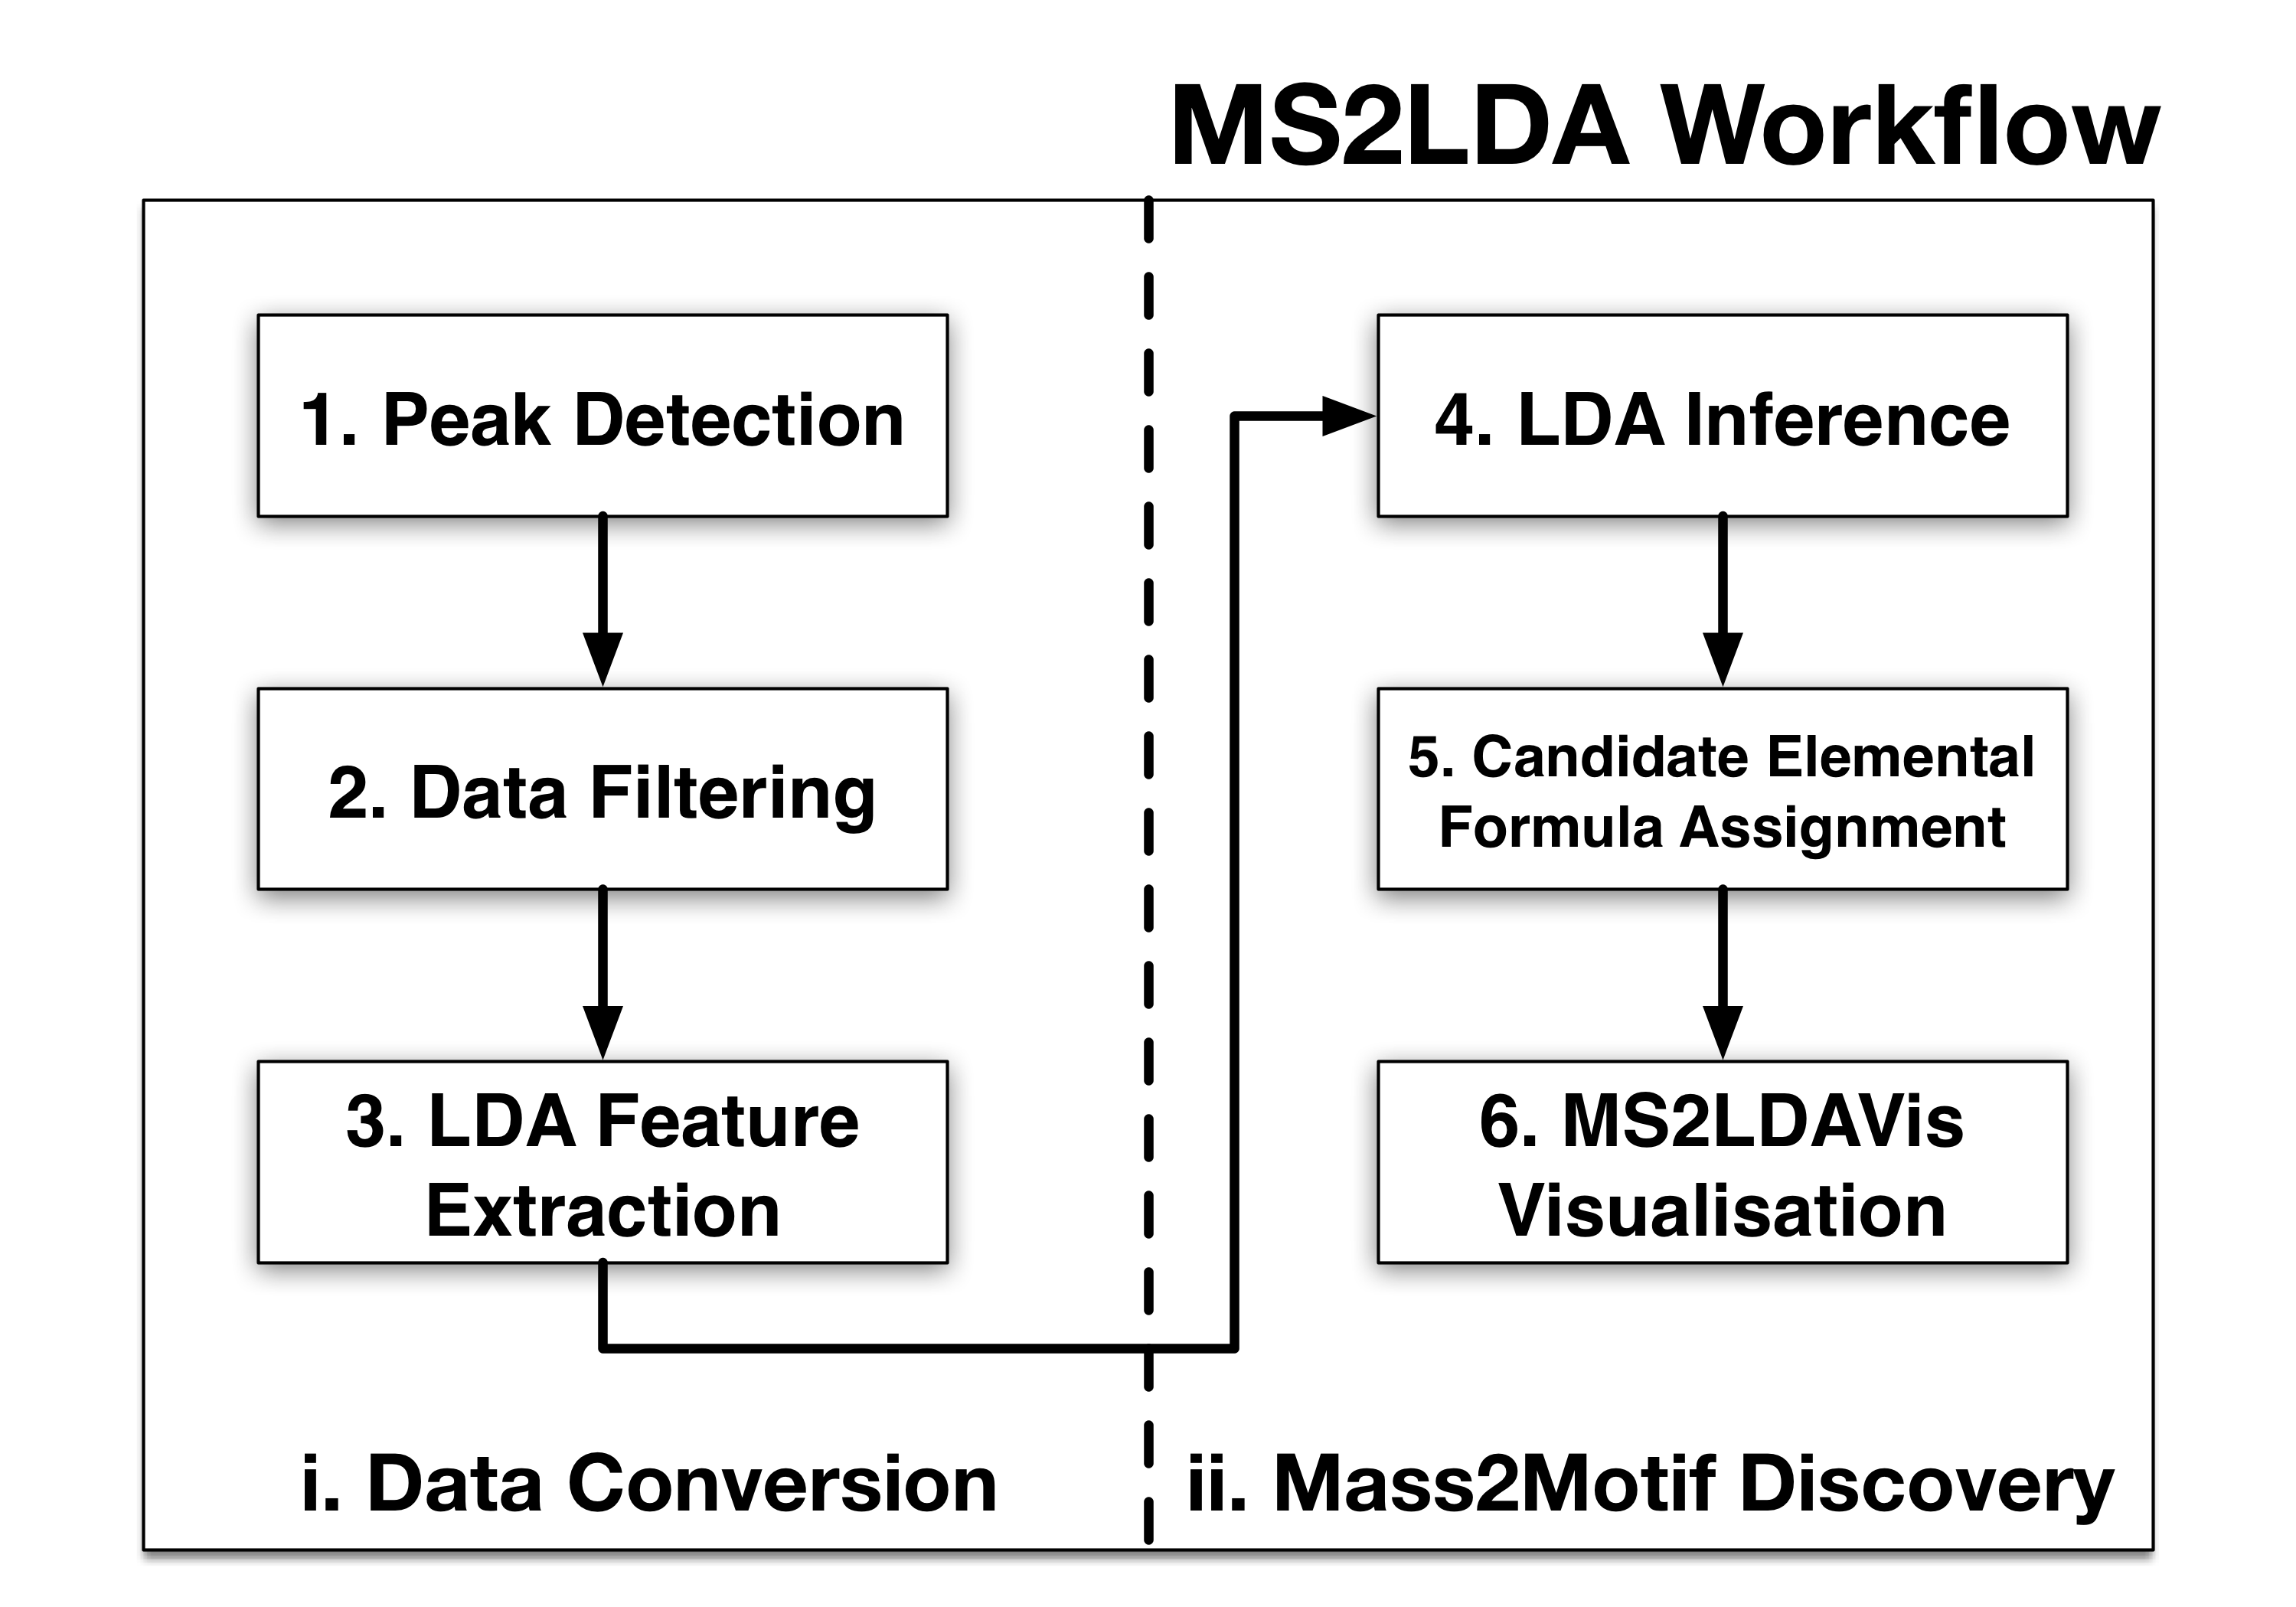 MS2LDA Workflow
1. Peak Detection
2. Data Filtering
3. LDA Feature
Extraction
i. Data Conversion
4. LDA Inference
5. Candidate Elemental
Formula Assignment
6. MS2LDAVis
Visualisation
ii. Mass2Motif Discovery